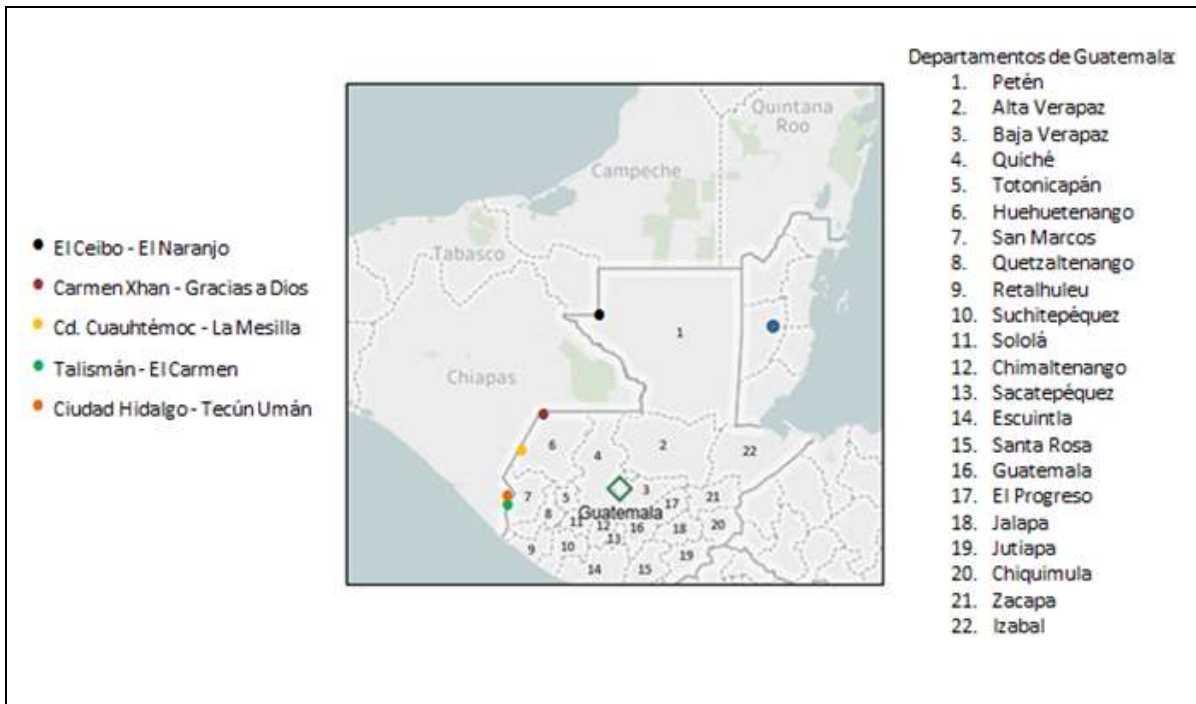 El Ceibo - El Naranjo
Carmen Xhan - Gracias a Dios
Cd. Cuauhtémoc - La Mesilla
Talismán - El Carmen
Ciudad Hidalgo - Tecún Umán
Quintana
Roo
Campeche
Tabasco
Chiapas
1
6
4
2
22
7
5
3
17
21
8
Guatemala
11
12
16
18
20
13
9
10
19
14
15
Departamentos de Guatemala:
1. Petén
2. Alta Verapaz
3. Baja Verapaz
4. Quiché
5. Totonicapán
6. Huehuetenango
7. San Marcos
8. Quetzaltenango
9. Retalhuleu
10. Suchitepéquez
11. Sololá
12. Chimaltenango
13. Sacatepéquez
14. Escuintla
15. Santa Rosa
16. Guatemala
17. El Progreso
18. Jalapa
19. Jutiapa
20. Chiquimula
21. Zacapa
22. Izabal